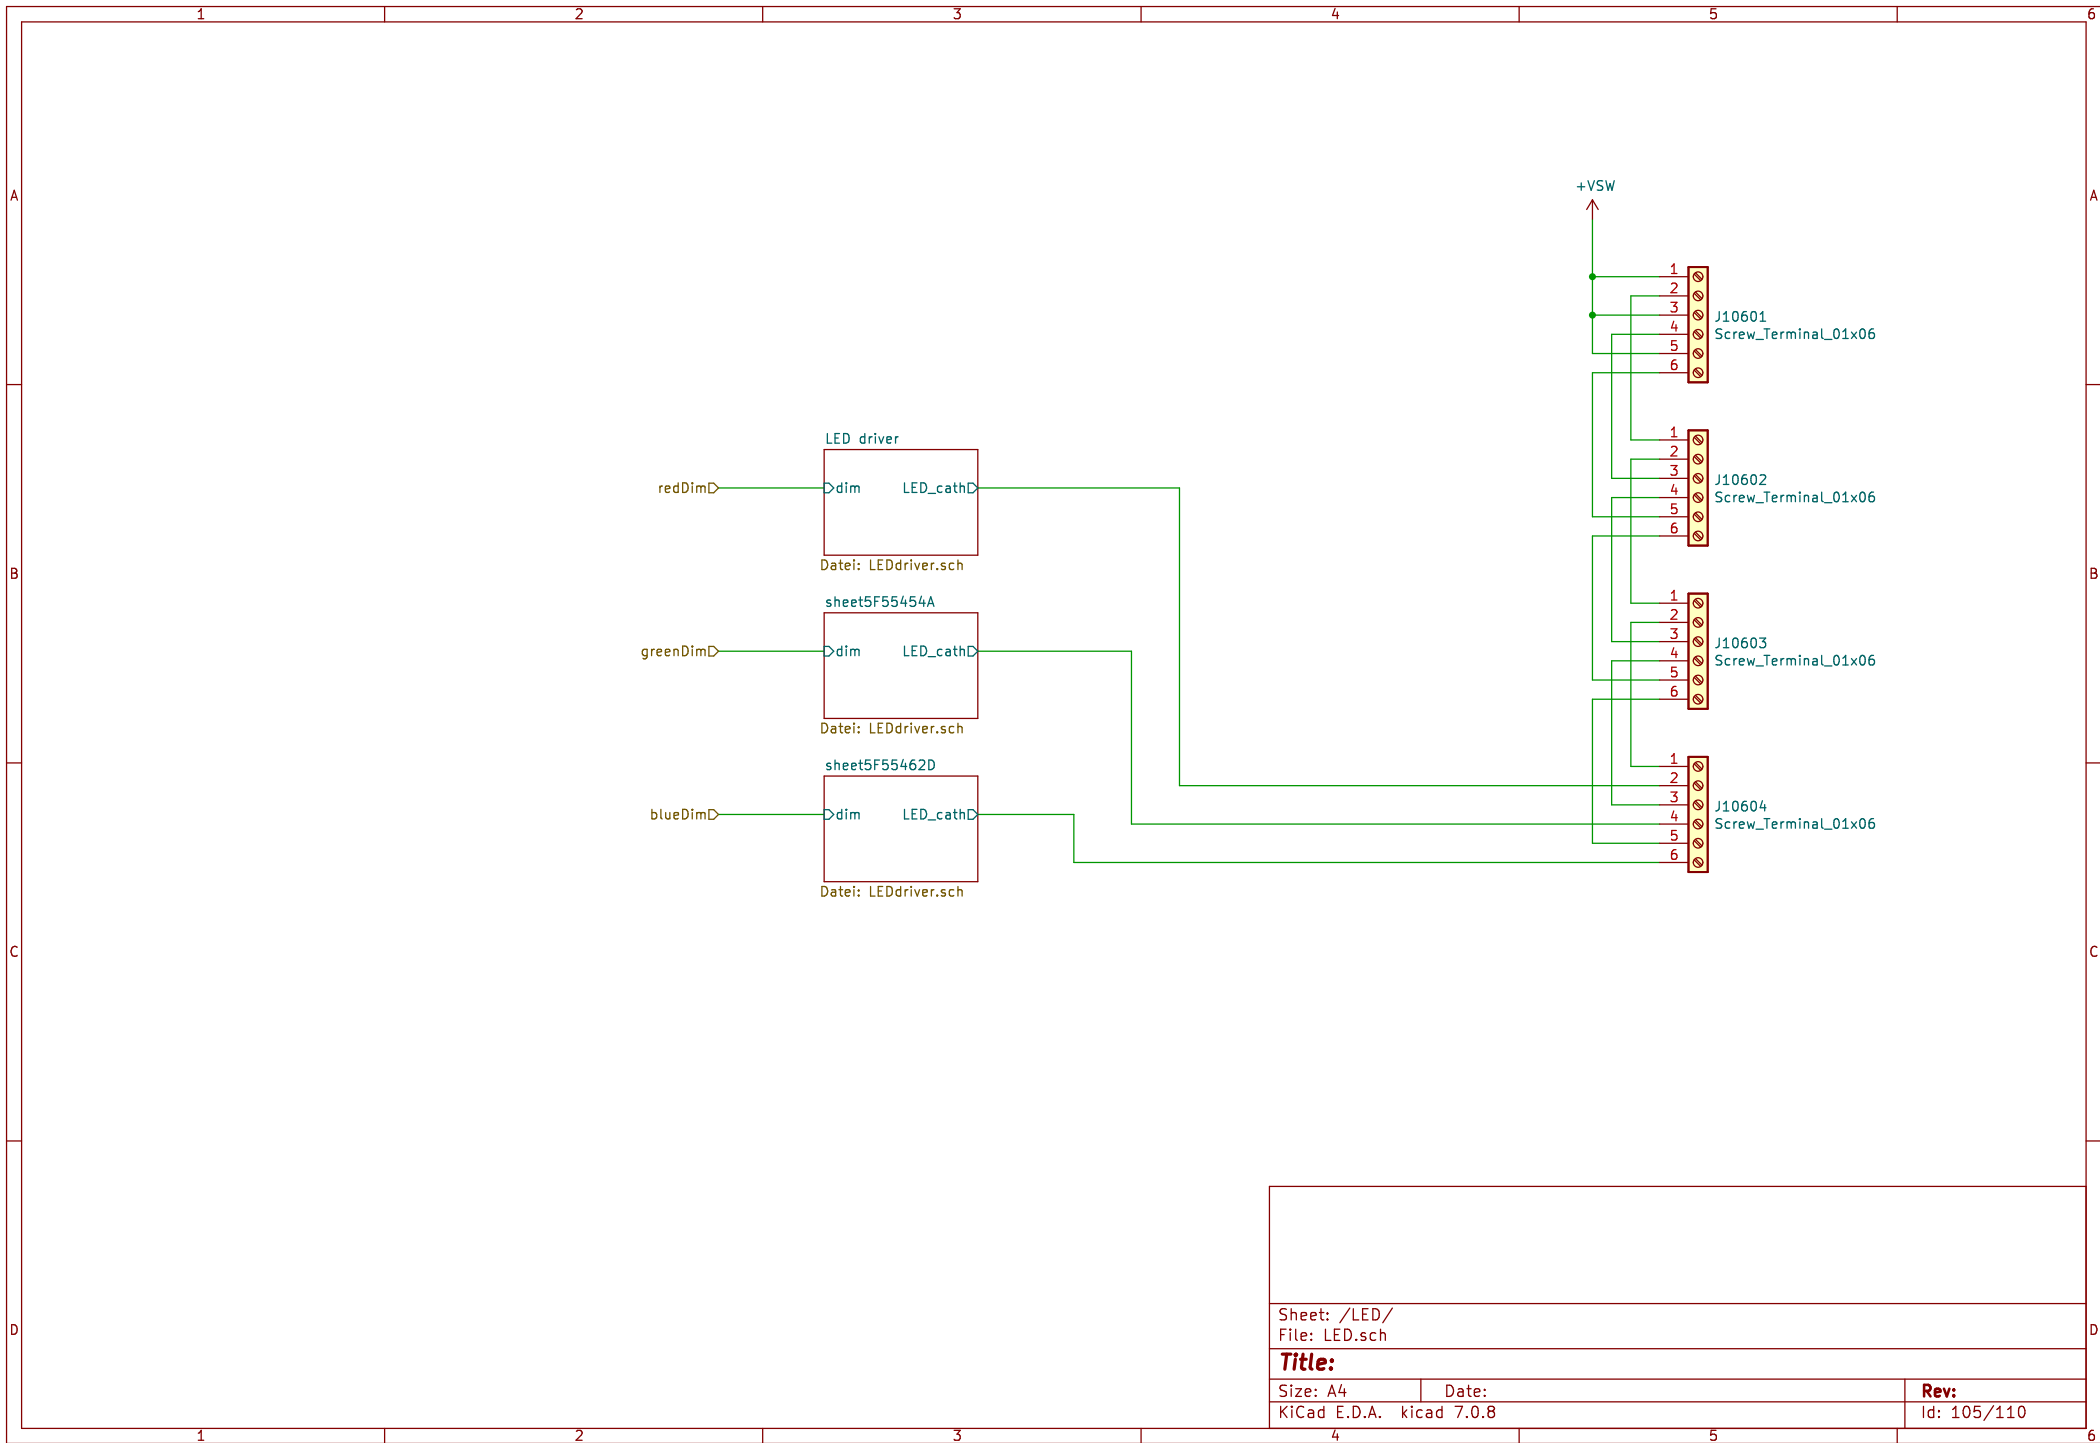 1 2 3 4 5 6
A A
+VSW
1
2
3
4
5
6
J10601
Screw_Terminal_01x06
LED driver
redDim
dim
LED_cath
Datei: LEDdriver.sch
1
2
3
4
5
6
J10602
Screw_Terminal_01x06
B B
sheet5F55454A
greenDim
dim
LED_cath
Datei: LEDdriver.sch
1
2
3
4
5
6
J10603
Screw_Terminal_01x06
sheet5F55462D
blueDim
dim
LED_cath
Datei: LEDdriver.sch
1
2
3
4
5
6
J10604
Screw_Terminal_01x06
C C
Sheet: /LED/
File: LED.sch
D D
Title:
Size: A4 Date: Rev:
KiCad E.D.A. kicad 7.0.8 Id: 105/110
1 2 3 4 5 6